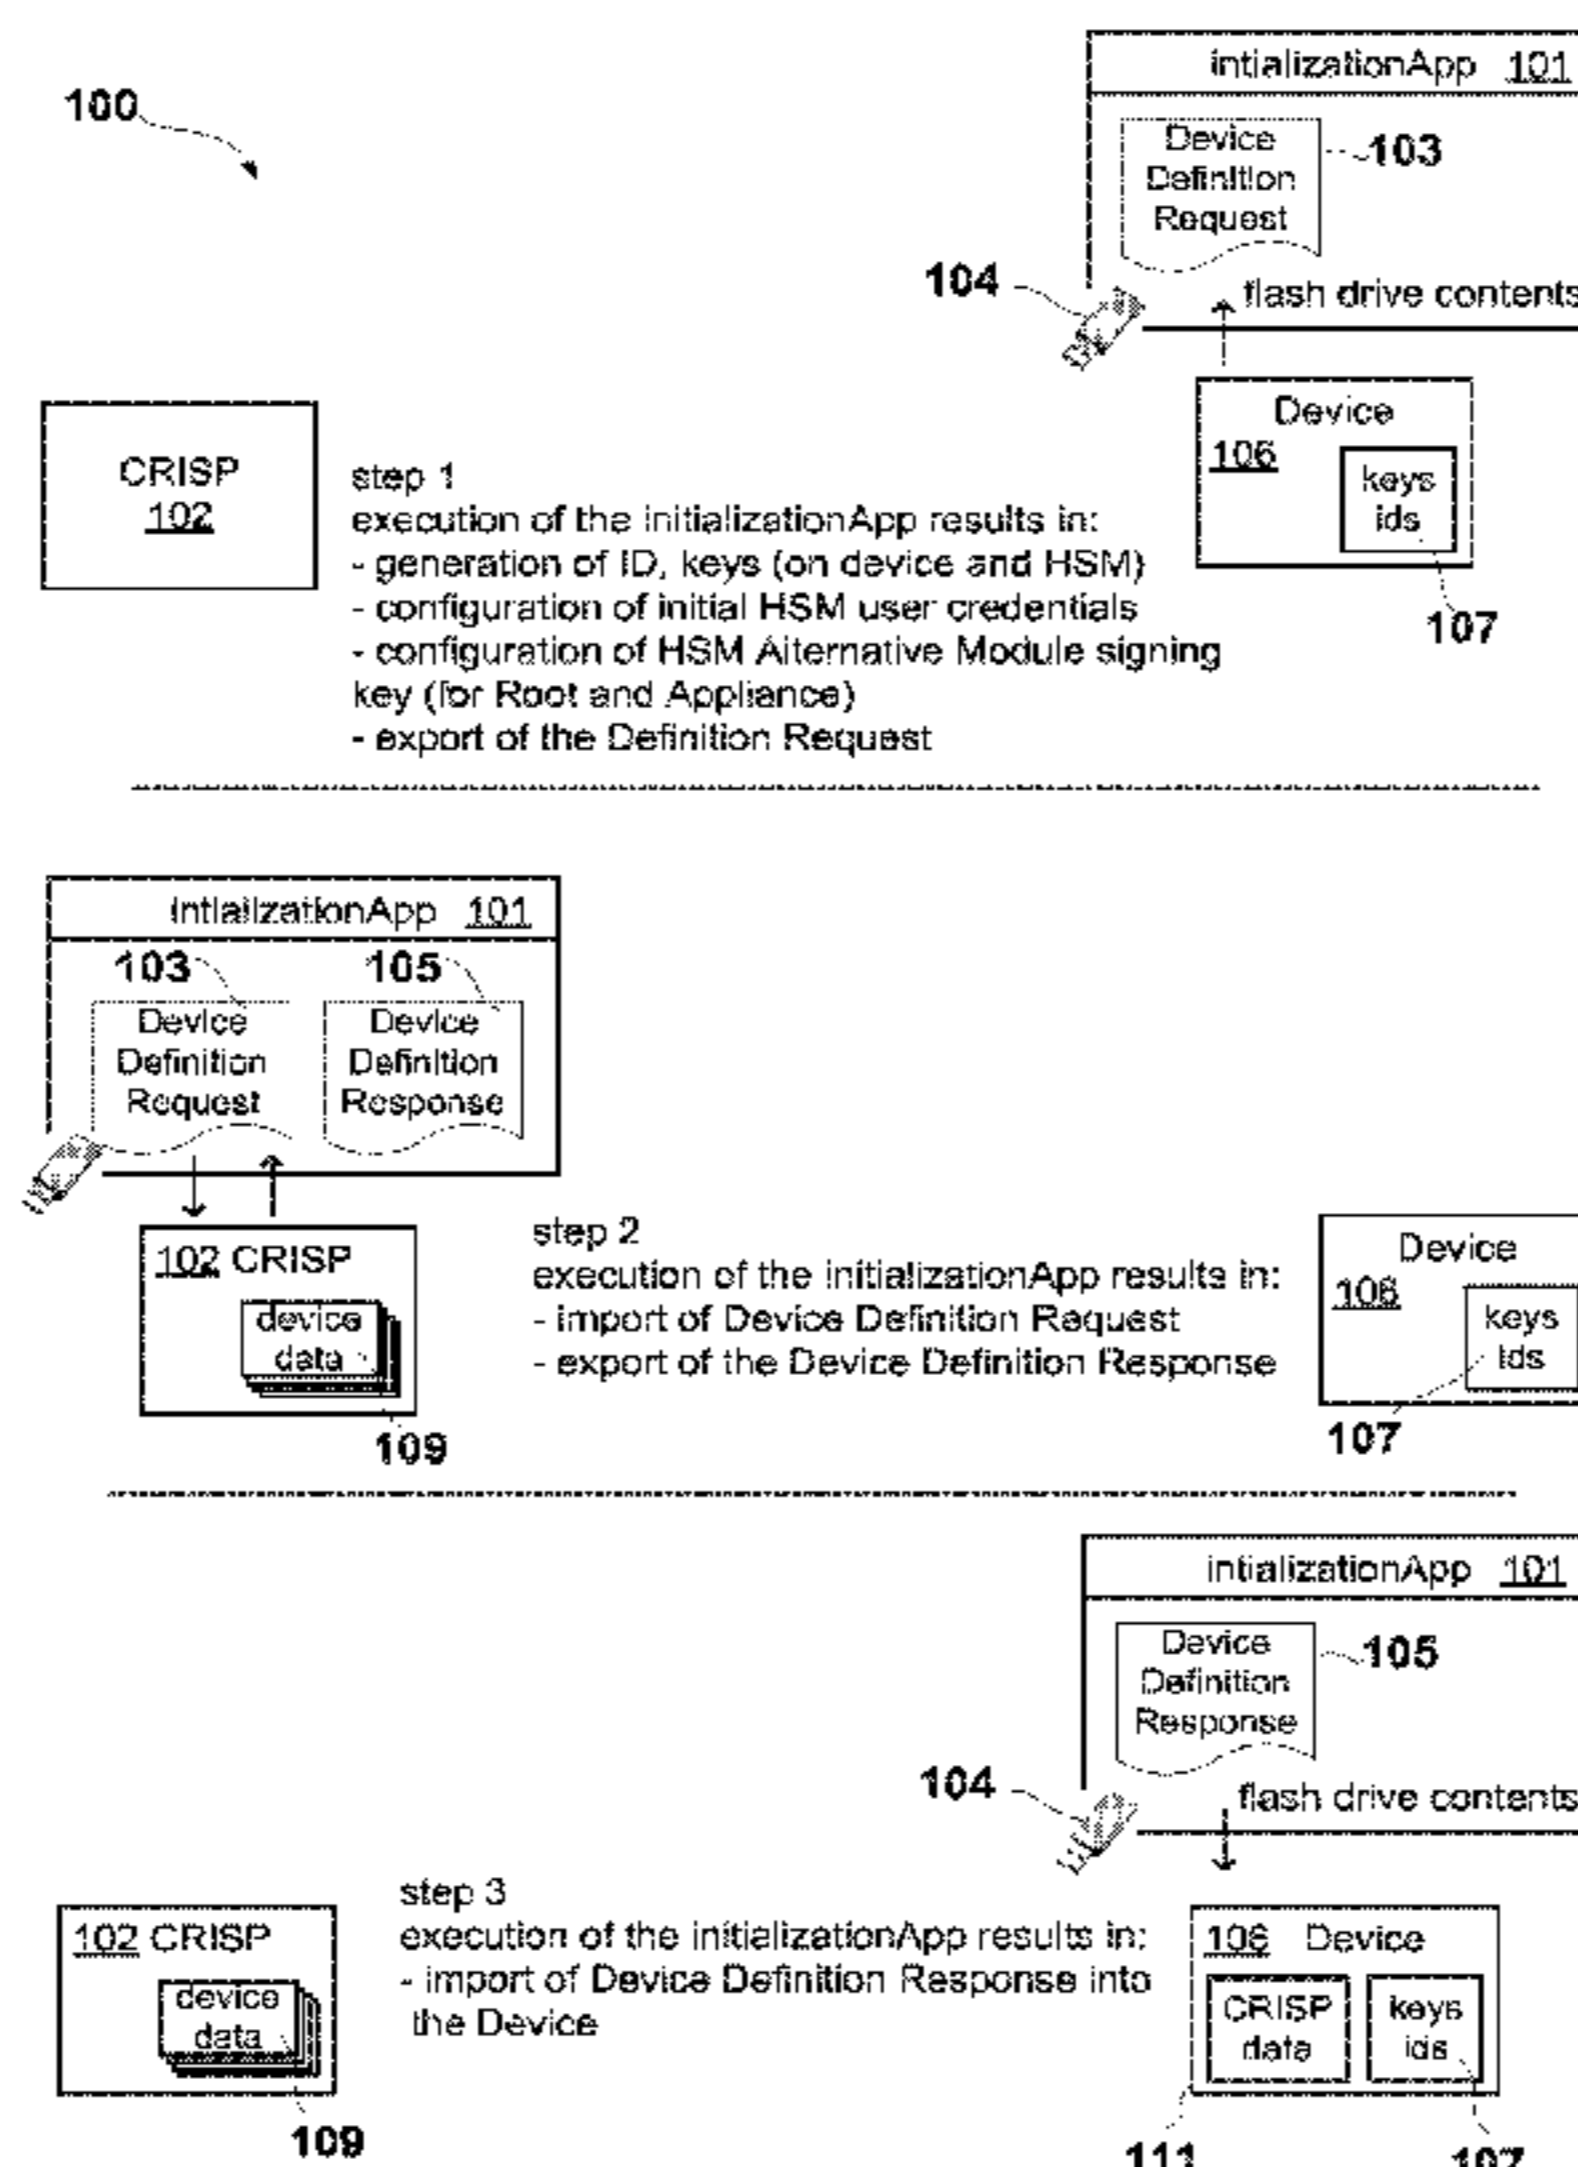 100
intializationApp 101
Device
Definition
Request
103
104
flash drive contents
CRISP
102
Device
106
keys
ids
107
step 1
execution of the initializationApp results in:
- generation of ID, keys (on device and HSM)
- configuration of initial HSM user credentials
- configuration of HSM Alternative Module signing
key (for Root and Appliance)
- export of the Definition Request
intializationApp 101
103
105
Device
Definition
Request
Device
Definition
Response
102 CRISP
device
data
109
step 2
execution of the initializationApp results in:
- import of Device Definition Request
- export of the Device Definition Response
Device
106
keys
ids
107
intializationApp 101
Device
Definition
Response
105
104
flash drive contents
102 CRISP
device
data
109
step 3
execution of the initializationApp results in:
- import of Device Definition Response into
the Device
106 Device
CRISP
data
keys
ids
111
107